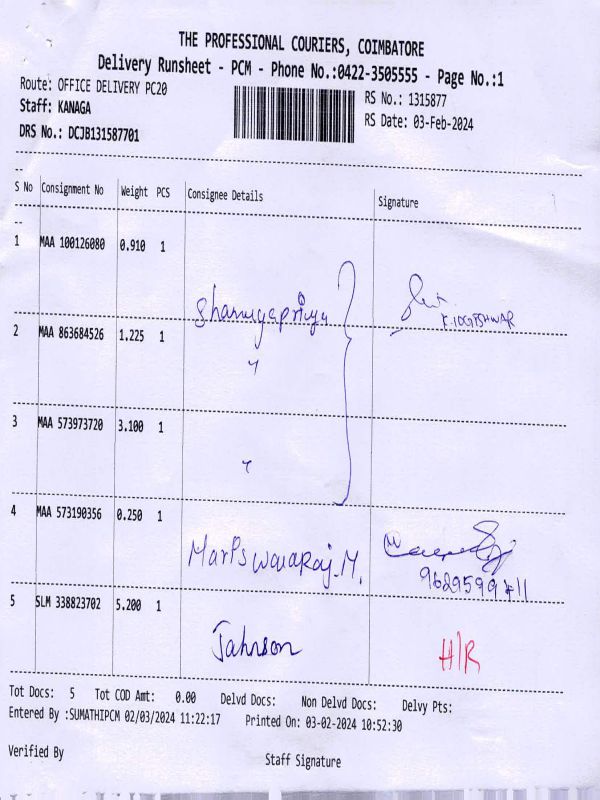 THE PROFESSIONAL COURIERS, COIMBATORE
Delivery Runsheet - PCM - Phone No.:0422-3505555 - Page No.:1
Route: OFFICE DELIVERY PC20
RS No.: 1315877
Staff: KANAGA
RS Date: 03-Feb-2024
DRS No.: DCJB131587701
--
S No Consignment No Weight PCS Consignee Details Signature
--
1 MAA 100126080 0.910 1
Shanugapriya
K.IOGESHWAR
2 MAA 863684526 1.225 1
3 MAA 573973720 3.100 1
4 MAA 573190356 0.250 1
9629599711
5 SLM 338823702 5.200 1
Jahnson H/R
Tot Docs: 5 Tot COD Amt: 0.00 Delvd Docs: Non Delvd Docs: Delvy Pts:
Entered By :SUMATHIPCM 02/03/2024 11:22:17 Printed On: 03-02-2024 10:52:30
Verified By
Staff Signature